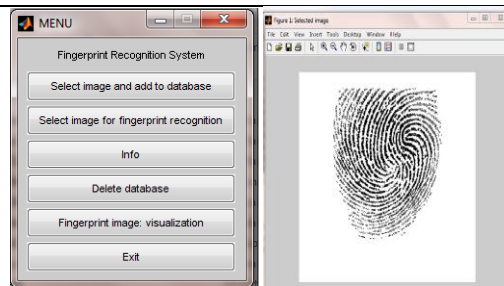 MENU
Fingerprint Recognition System
Select image and add to database
Select image for fingerprint recognition
Info
Delete database
Fingerprint image: visualization
Exit
Figure 1: Selected image
File Edit View Insert Tools Desktop Window Help